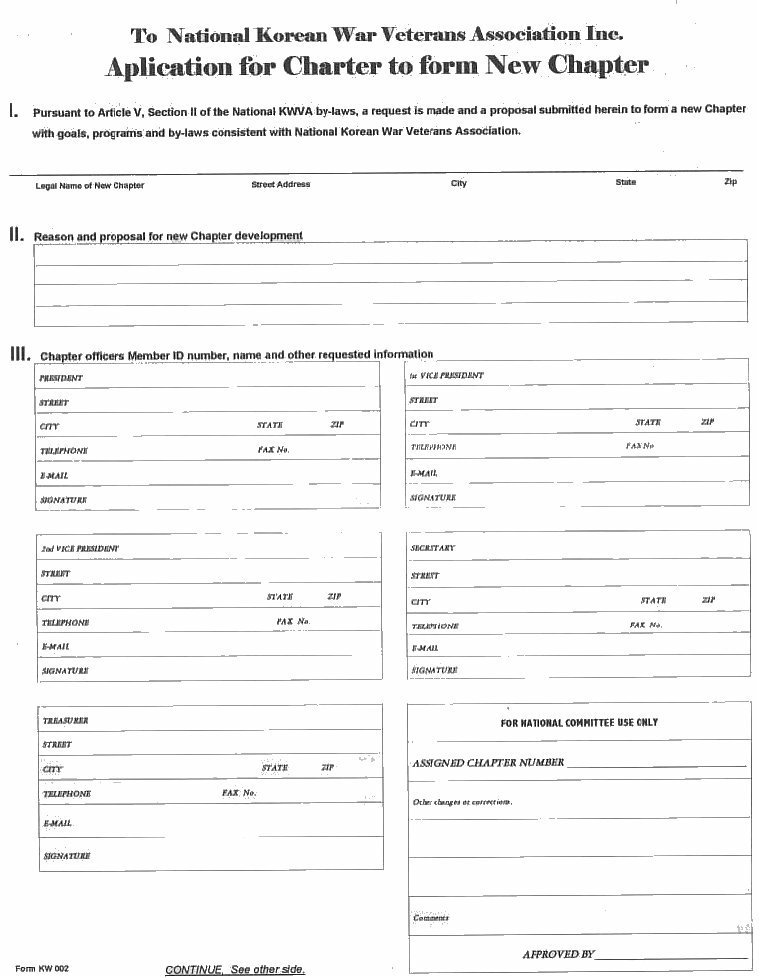 To National Korean War Veterans Association Inc.
Aplication for Charter to form New Chapter
I. Pursuant to Article V, Section II of the National KWVA by-laws, a request is made and a proposal submitted herein to form a new Chapter
with goals, programs and by-laws consistent with National Korean War Veterans Association.
Legal Name of New Chapter Street Address City State Zip
II. Reason and proposal for new Chapter development
III. Chapter officers Member ID number, name and other requested information
PRESIDENT
STREET
CITY STATE ZIP
TELEPHONE FAX No.
E-MAIL
SIGNATURE
1st VICE PRESIDENT
STREET
CITY STATE ZIP
TELEPHONE FAX No
E-MAIL
SIGNATURE
2nd VICE PRESIDENT
STREET
CITY STATE ZIP
TELEPHONE FAX No.
E-MAIL
SIGNATURE
SECRETARY
STREET
CITY STATE ZIP
TELEPHONE FAX No.
E-MAIL
SIGNATURE
TREASURER
STREET
CITY STATE ZIP
TELEPHONE FAX No.
E-MAIL
SIGNATURE
FOR NATIONAL COMMITTEE USE ONLY
ASSIGNED CHAPTER NUMBER
Other changes or corrections.
Comments
APPROVED BY
Form KW 002
CONTINUE, See other side.